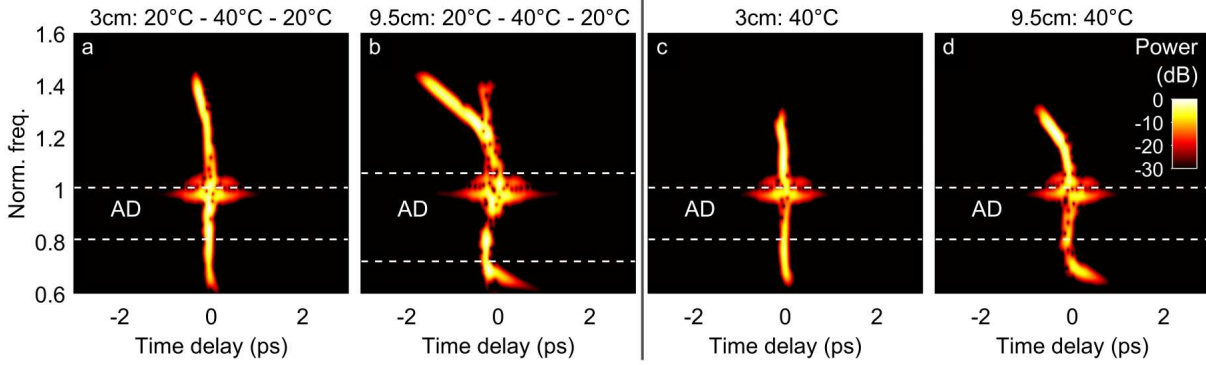 3cm: 20°C - 40°C - 20°C
9.5cm: 20°C - 40°C - 20°C
3cm: 40°C
9.5cm: 40°C
a
b
c
d
Power
(dB)
0
-10
-20
-30
Norm. freq.
1.6
1.4
1.2
1
0.8
0.6
AD
AD
AD
AD
-2 0 2
-2 0 2
-2 0 2
-2 0 2
Time delay (ps)
Time delay (ps)
Time delay (ps)
Time delay (ps)